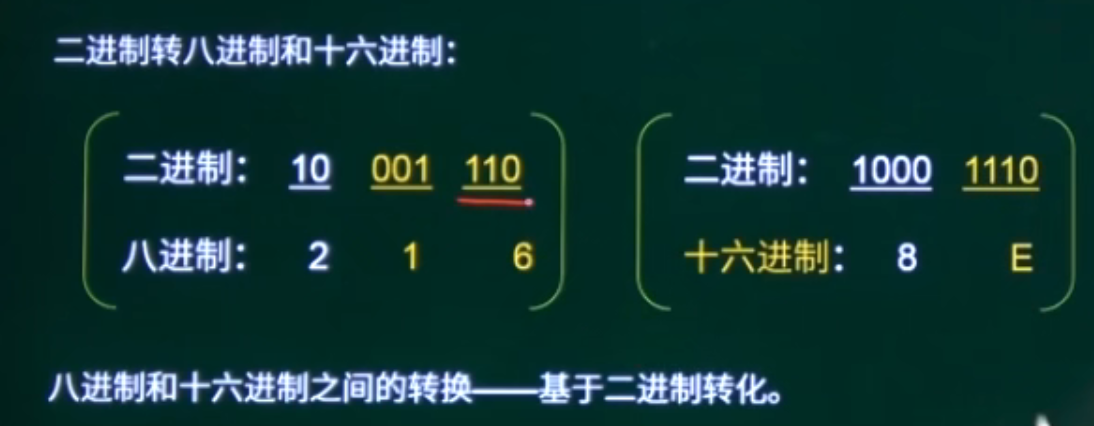 二进制转八进制和十六进制：
二进制： 10 001 110
八进制： 2 1 6
二进制： 1000 1110
十六进制： 8 E
八进制和十六进制之间的转换——基于二进制转化。